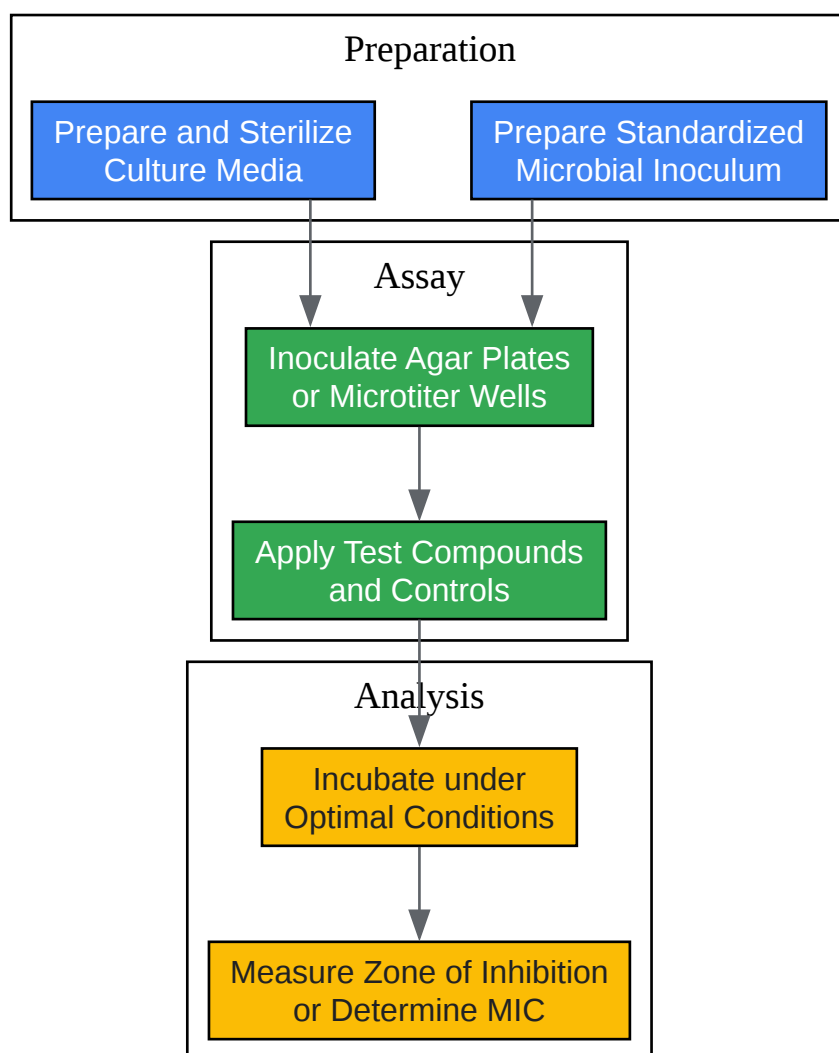 Preparation
Prepare and Sterilize
Culture Media
Prepare Standardized
Microbial Inoculum
Assay
Inoculate Agar Plates
or Microtiter Wells
Apply Test Compounds
and Controls
Analysis
Incubate under
Optimal Conditions
Measure Zone of Inhibition
or Determine MIC